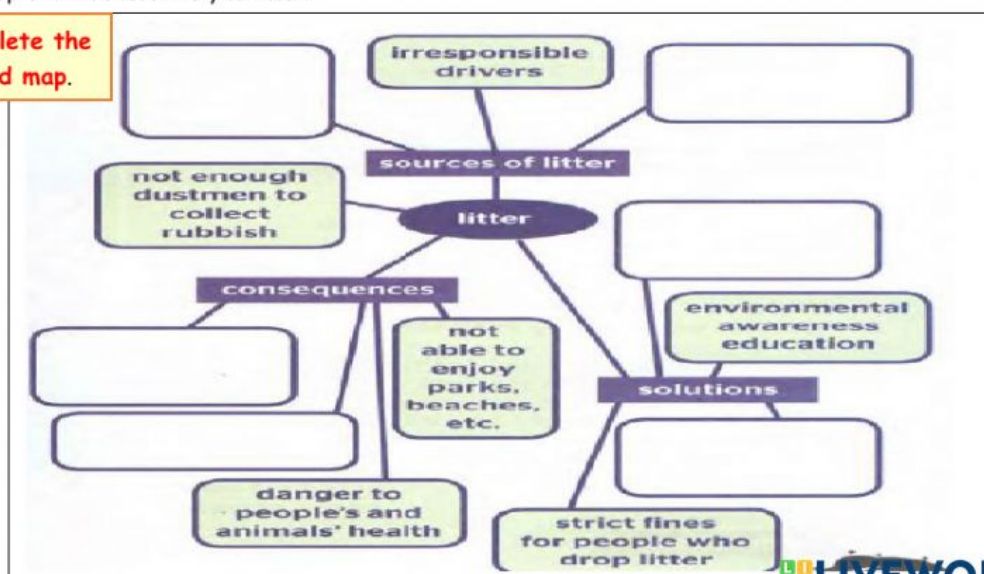 lete the
d map.
irresponsible
drivers
sources of litter
not enough
dustmen to
collect
rubbish
litter
consequences
environmental
awareness
education
not
able to
enjoy
parks,
beaches,
etc.
solutions
danger to
people's and
animals' health
strict fines
for people who
drop litter